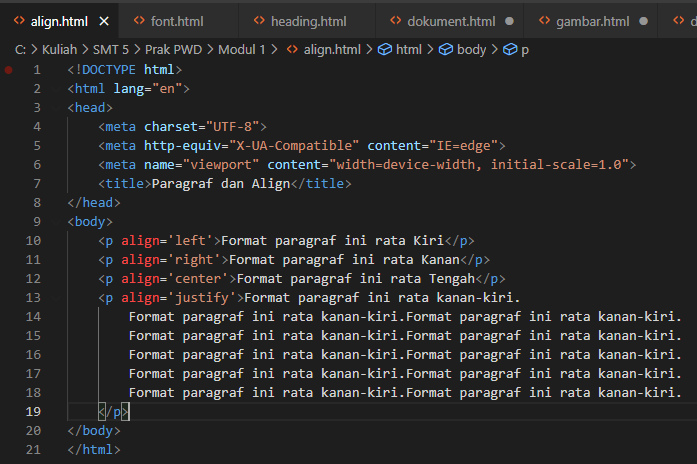 align.html × font.html heading.html dokument.html gambar.html d
C: > Kuliah > SMT 5 > Prak PWD > Modul 1 > align.html > html > body > p
1 <!DOCTYPE html>
2 <html lang="en">
3 <head>
4 <meta charset="UTF-8">
5 <meta http-equiv="X-UA-Compatible" content="IE=edge">
6 <meta name="viewport" content="width=device-width, initial-scale=1.0">
7 <title>Paragraf dan Align</title>
8 </head>
9 <body>
10 <p align='left'>Format paragraf ini rata Kiri</p>
11 <p align='right'>Format paragraf ini rata Kanan</p>
12 <p align='center'>Format paragraf ini rata Tengah</p>
13 <p align='justify'>Format paragraf ini rata kanan-kiri.
14 Format paragraf ini rata kanan-kiri.Format paragraf ini rata kanan-kiri.
15 Format paragraf ini rata kanan-kiri.Format paragraf ini rata kanan-kiri.
16 Format paragraf ini rata kanan-kiri.Format paragraf ini rata kanan-kiri.
17 Format paragraf ini rata kanan-kiri.Format paragraf ini rata kanan-kiri.
18 Format paragraf ini rata kanan-kiri.Format paragraf ini rata kanan-kiri.
19 </p>
20 </body>
21 </html>